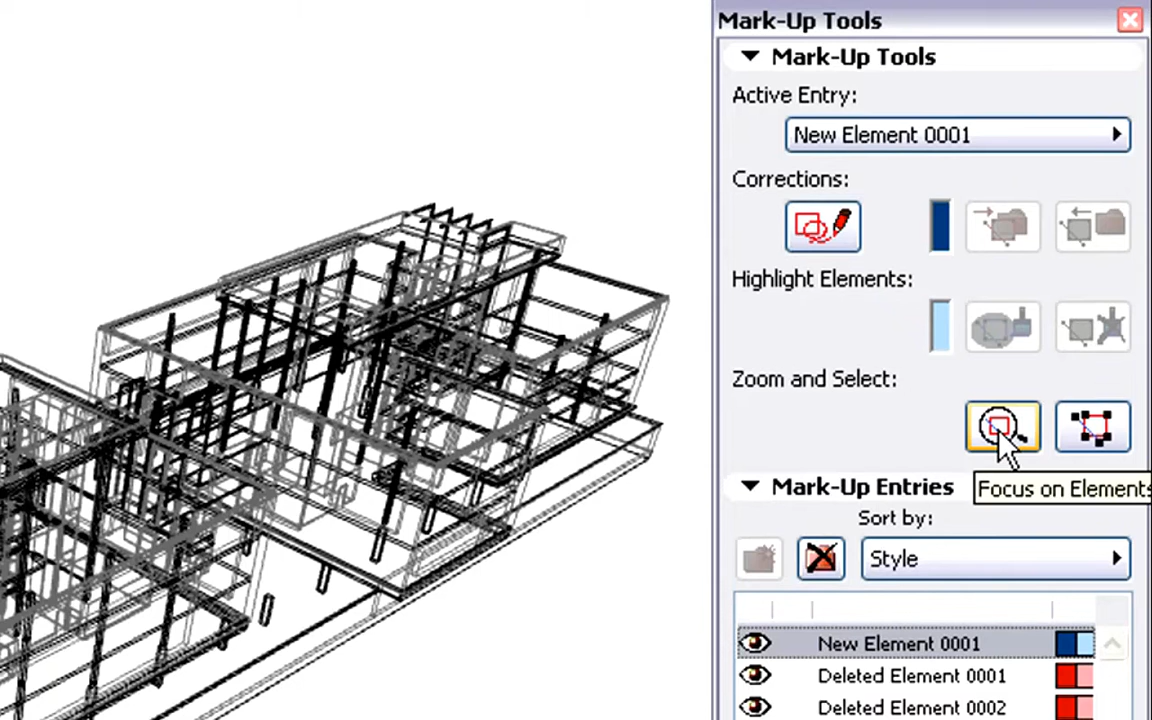 Mark-Up Tools
Mark-Up Tools
Active Entry:
New Element 0001
Corrections:
Highlight Elements:
Zoom and Select:
Focus on Elements
Mark-Up Entries
Sort by:
Style
New Element 0001
Deleted Element 0001
Deleted Element 0002